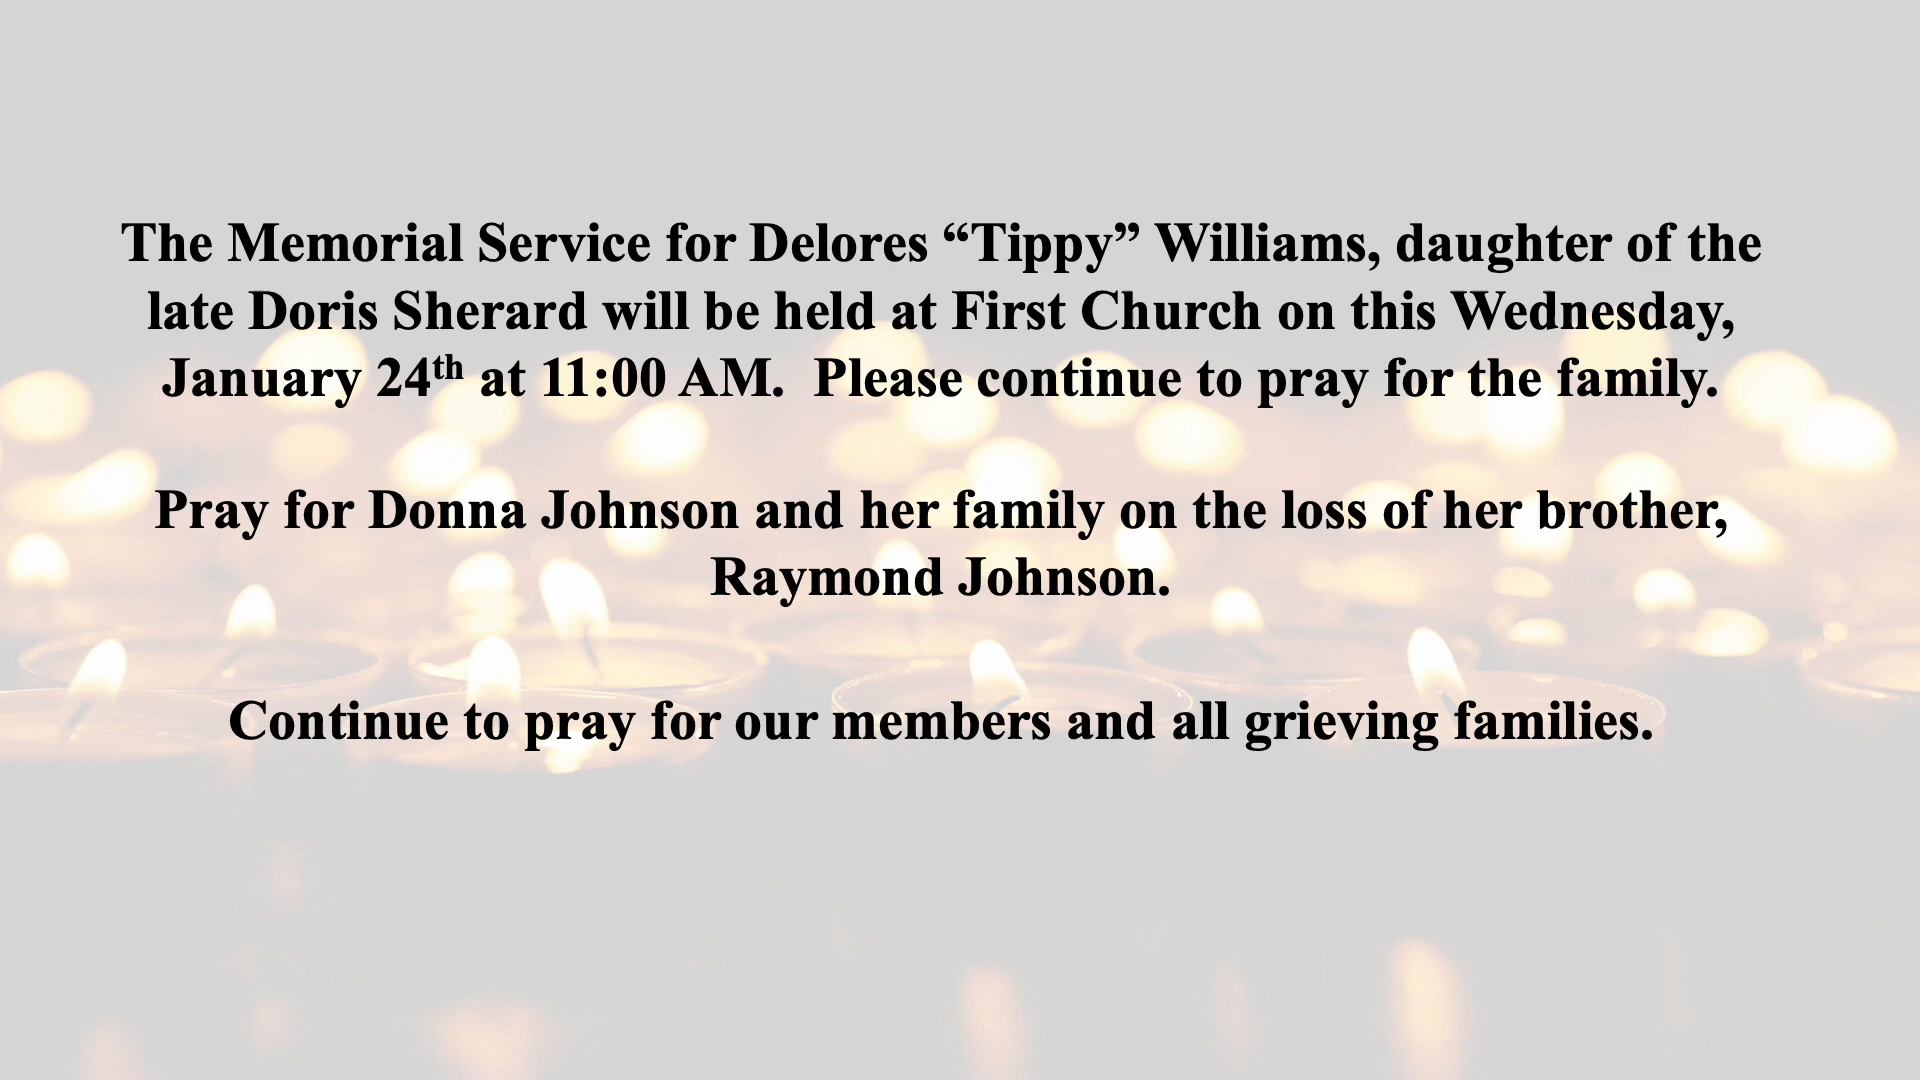 The Memorial Service for Delores “Tippy” Williams, daughter of the
late Doris Sherard will be held at First Church on this Wednesday,
January 24th at 11:00 AM.  Please continue to pray for the family.
Pray for Donna Johnson and her family on the loss of her brother,
Raymond Johnson.
Continue to pray for our members and all grieving families.